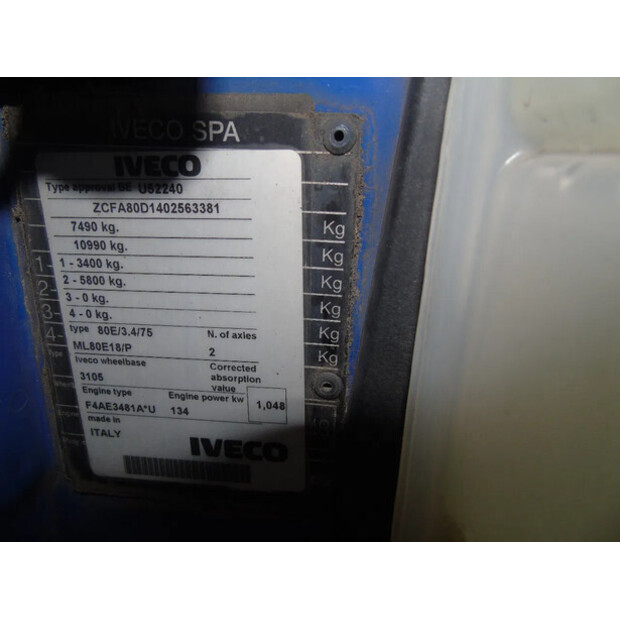 IVECO SPA
IVECO
Type approval BE U62240
ZCFA80D1402563381
7490 kg. Kg
10990 kg. Kg
1- 1 - 3400 kg. Kg
2 2 - 5800 kg. Kg
3- 3 - 0 kg. Kg
4- 4 - 0 kg. Kg
type 80E/3.4/75 N. of axles
Type ML80E18/P 2
Iveco wheelbase Corrected
3105 absorption
Engine type Engine power kw value
F4AE3481A*U 134 1,048
made in
ITALY IVECO